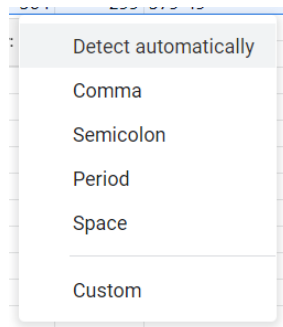 Detect automatically
Comma
Semicolon
Period
Space
Custom